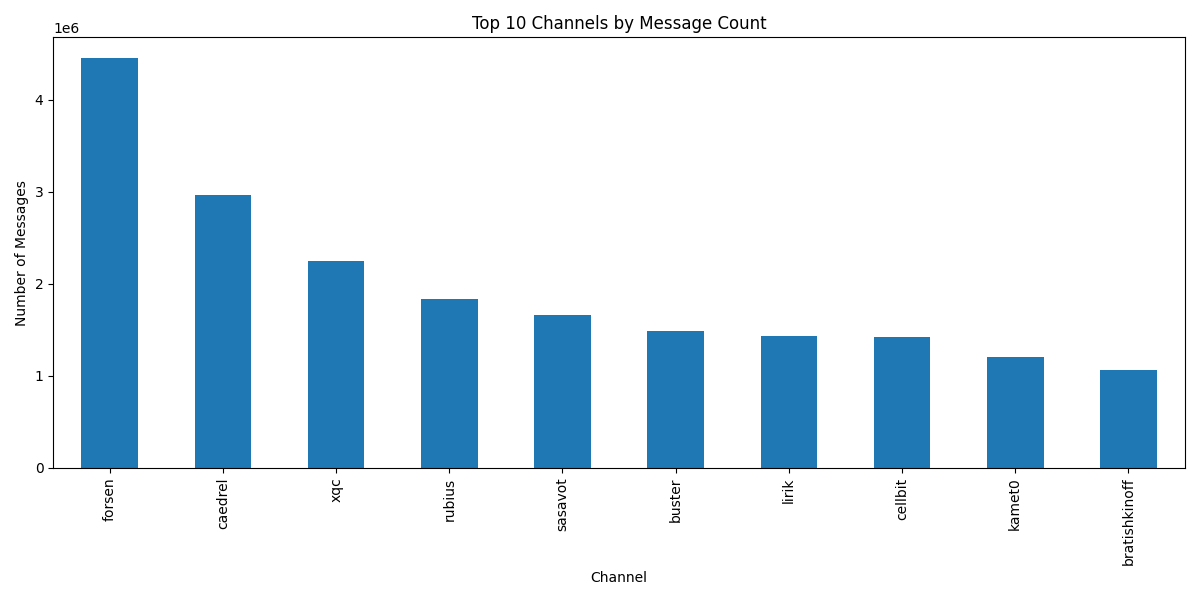 Top 10 Channels by Message Count
1e6
4
3
2
1
0
Number of Messages
forsen
caedrel
xqc
rubius
sasavot
buster
lirik
cellbit
kamet0
bratishkinoff
Channel